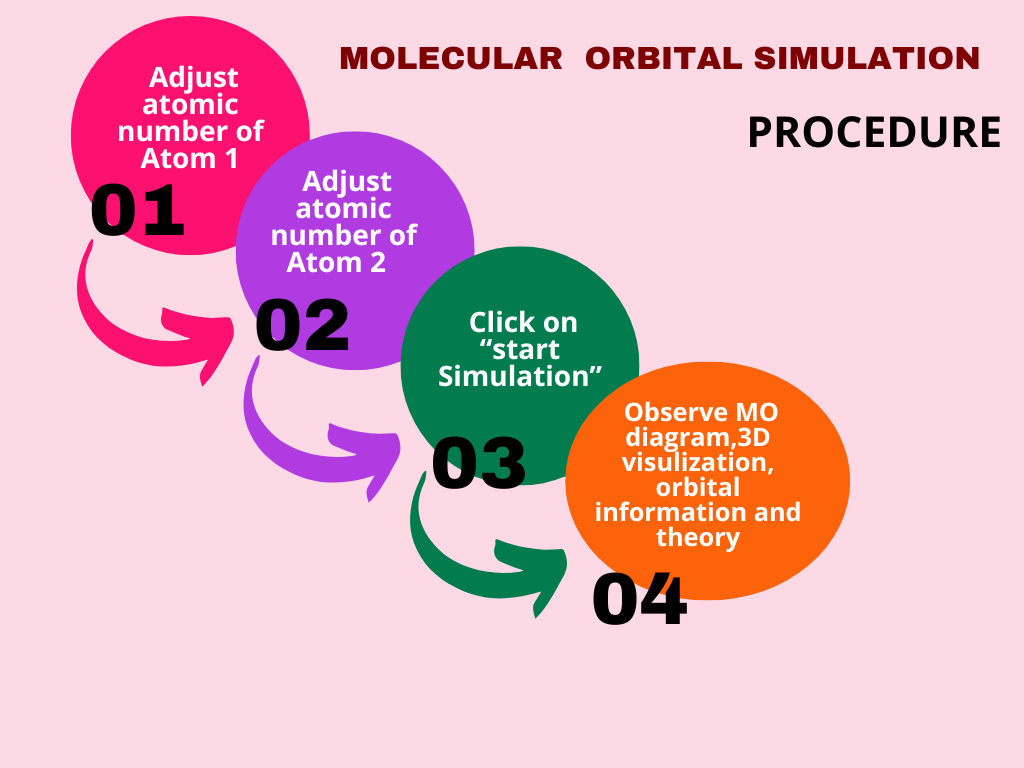 MOLECULAR ORBITAL SIMULATION
PROCEDURE
Adjust
atomic
number of
Atom 1
01
Adjust
atomic
number of
Atom 2
02
Click on
“start
Simulation”
03
Observe MO
diagram,3D
visulization,
orbital
information and
theory
04